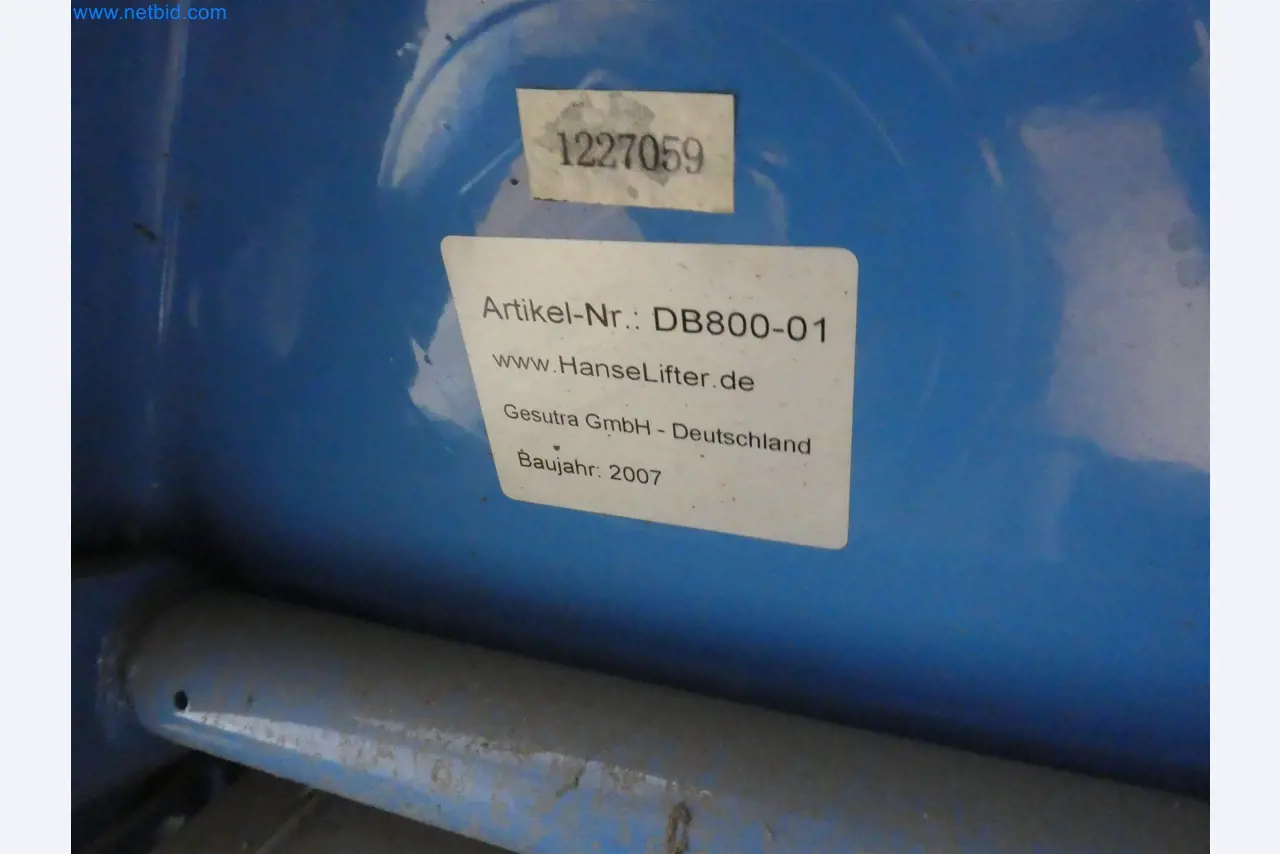 www.netbid.com
1227059
Artikel-Nr.: DB800-01
www.HanseLifter.de
Gesutra GmbH - Deutschland
Baujahr: 2007